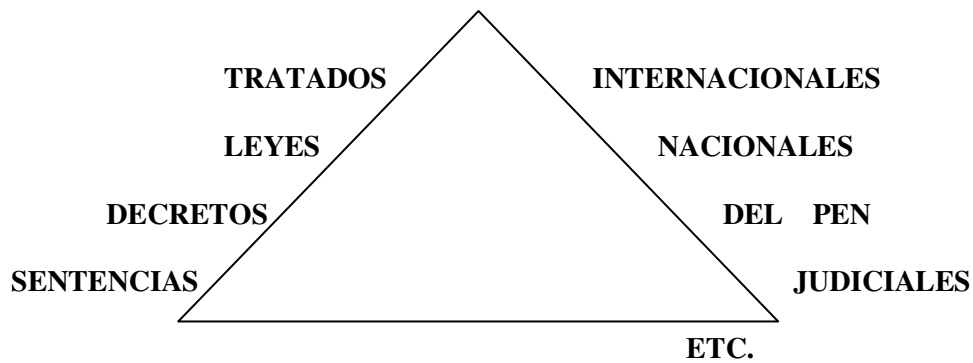 TRATADOS INTERNACIONALES
LEYES NACIONALES
DECRETOS DEL PEN
SENTENCIAS JUDICIALES
ETC.